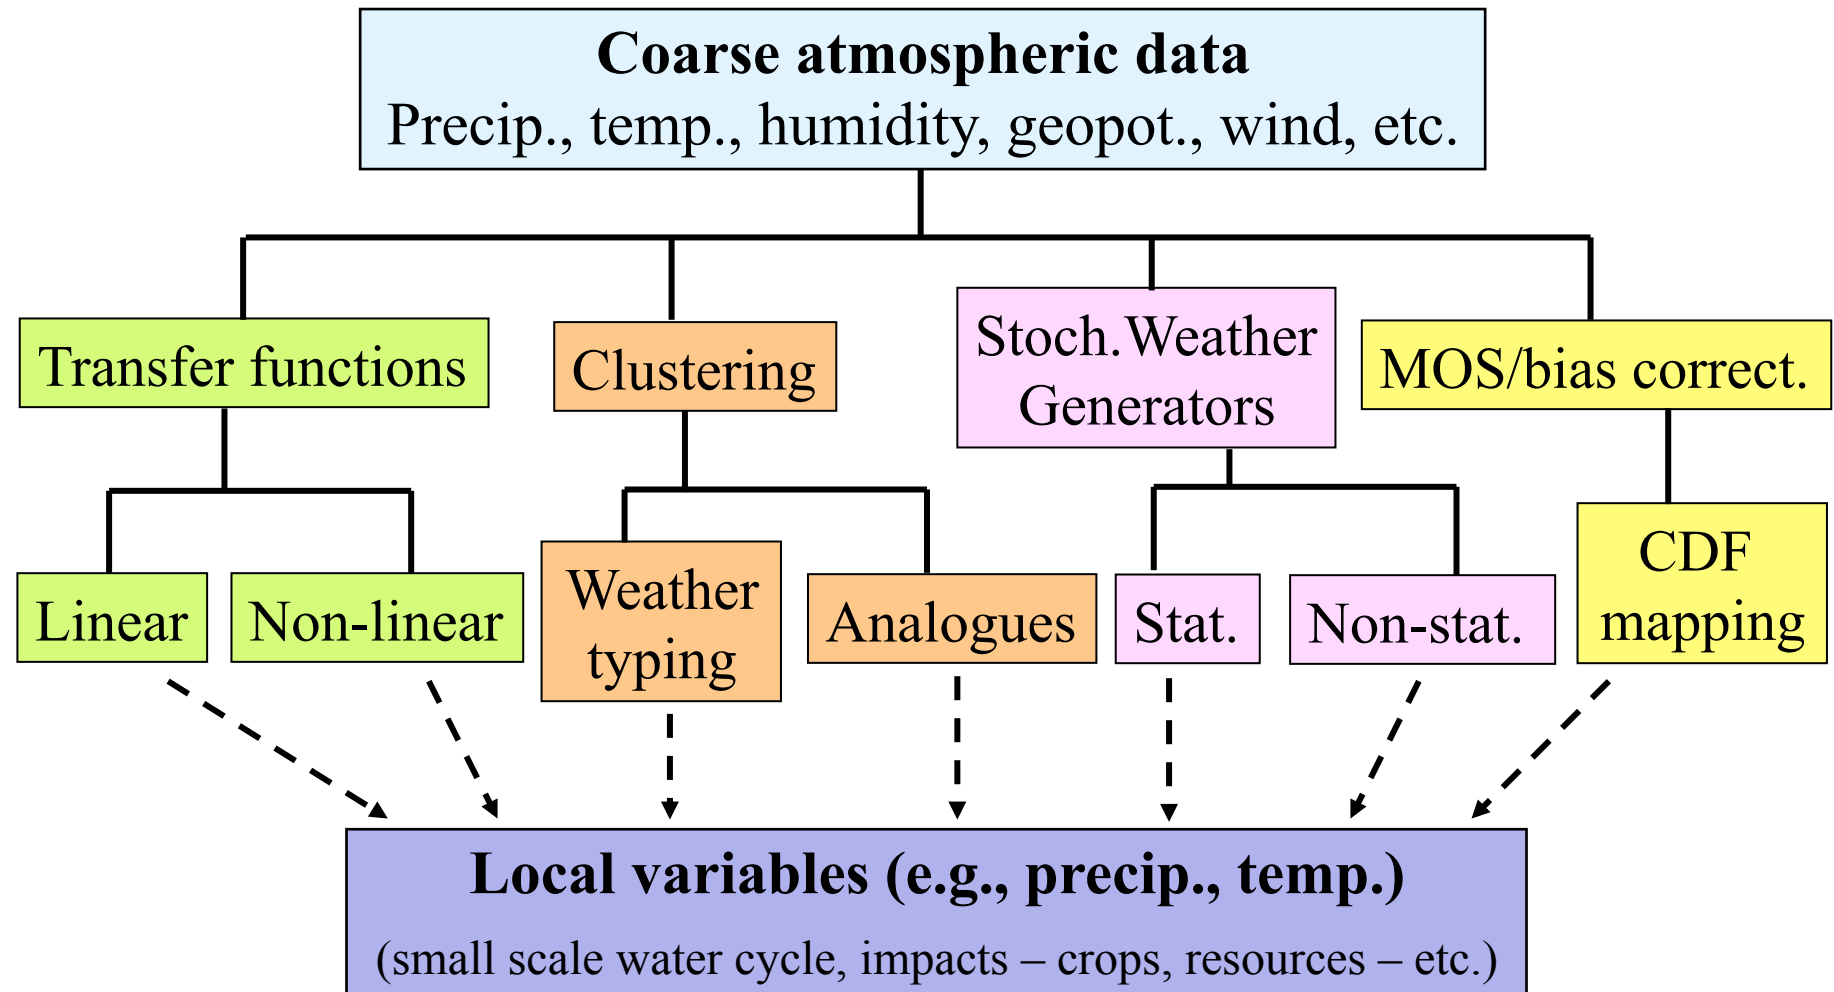 Coarse atmospheric data
Precip., temp., humidity, geopot., wind, etc.
Transfer functions
Clustering
Stoch.Weather
Generators
MOS/bias correct.
Linear
Non-linear
Weather
typing
Analogues
Stat.
Non-stat.
CDF
mapping
Local variables (e.g., precip., temp.)
(small scale water cycle, impacts – crops, resources – etc.)